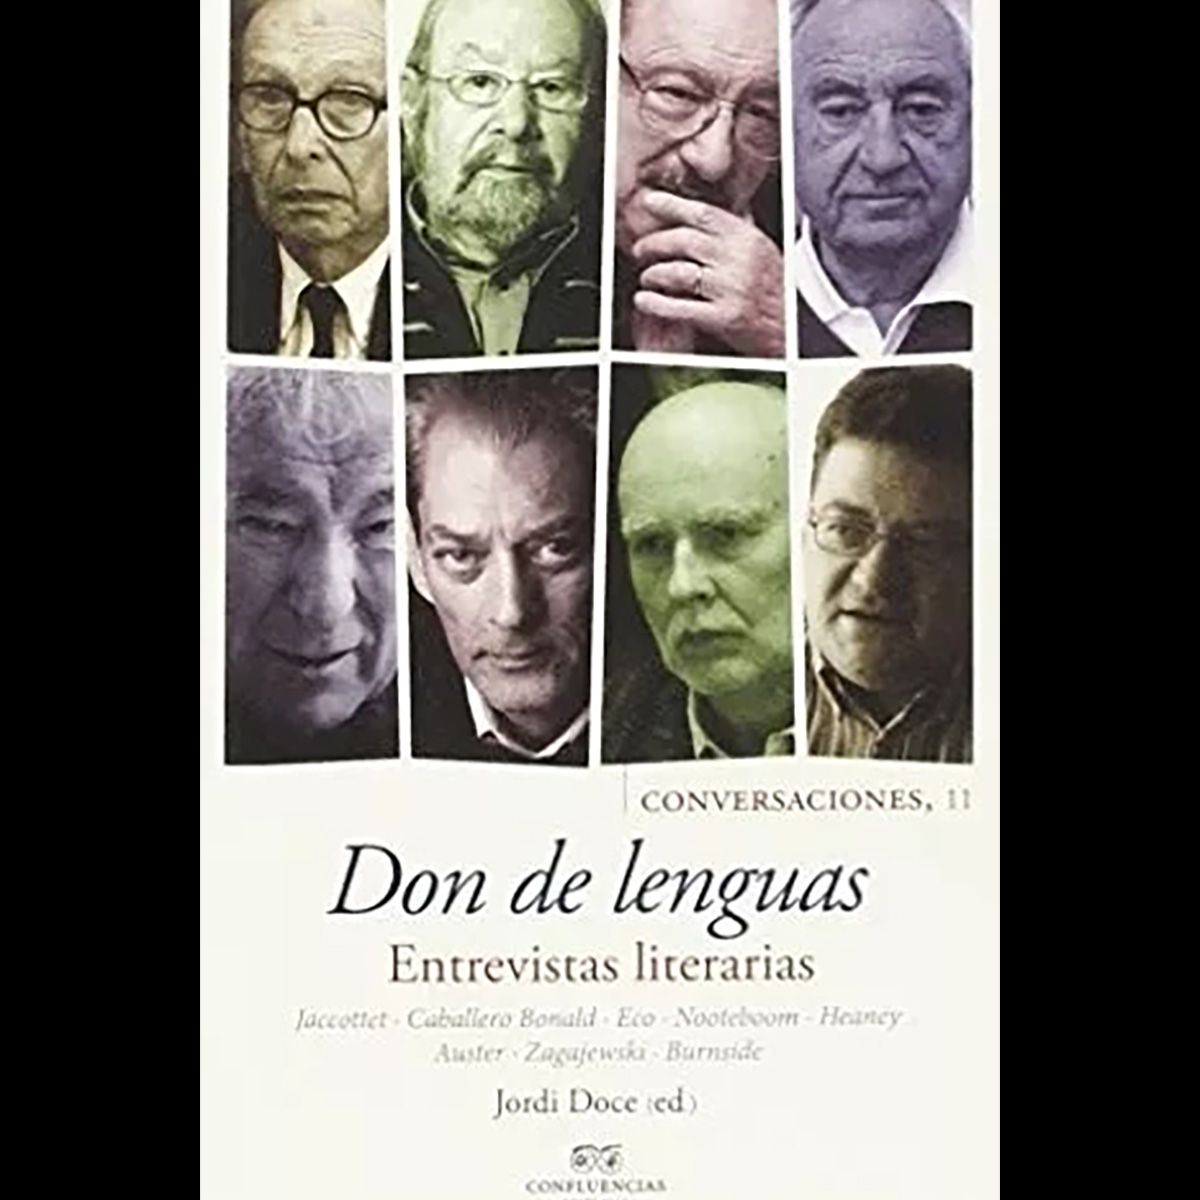 CONVERSACIONES, 11
Don de lenguas
Entrevistas literarias
Jaccottet · Caballero Bonald · Eco · Nooteboom · Heaney
Auster · Zagajewski · Burnside
Jordi Doce (ed.)
CONFLUENCIAS